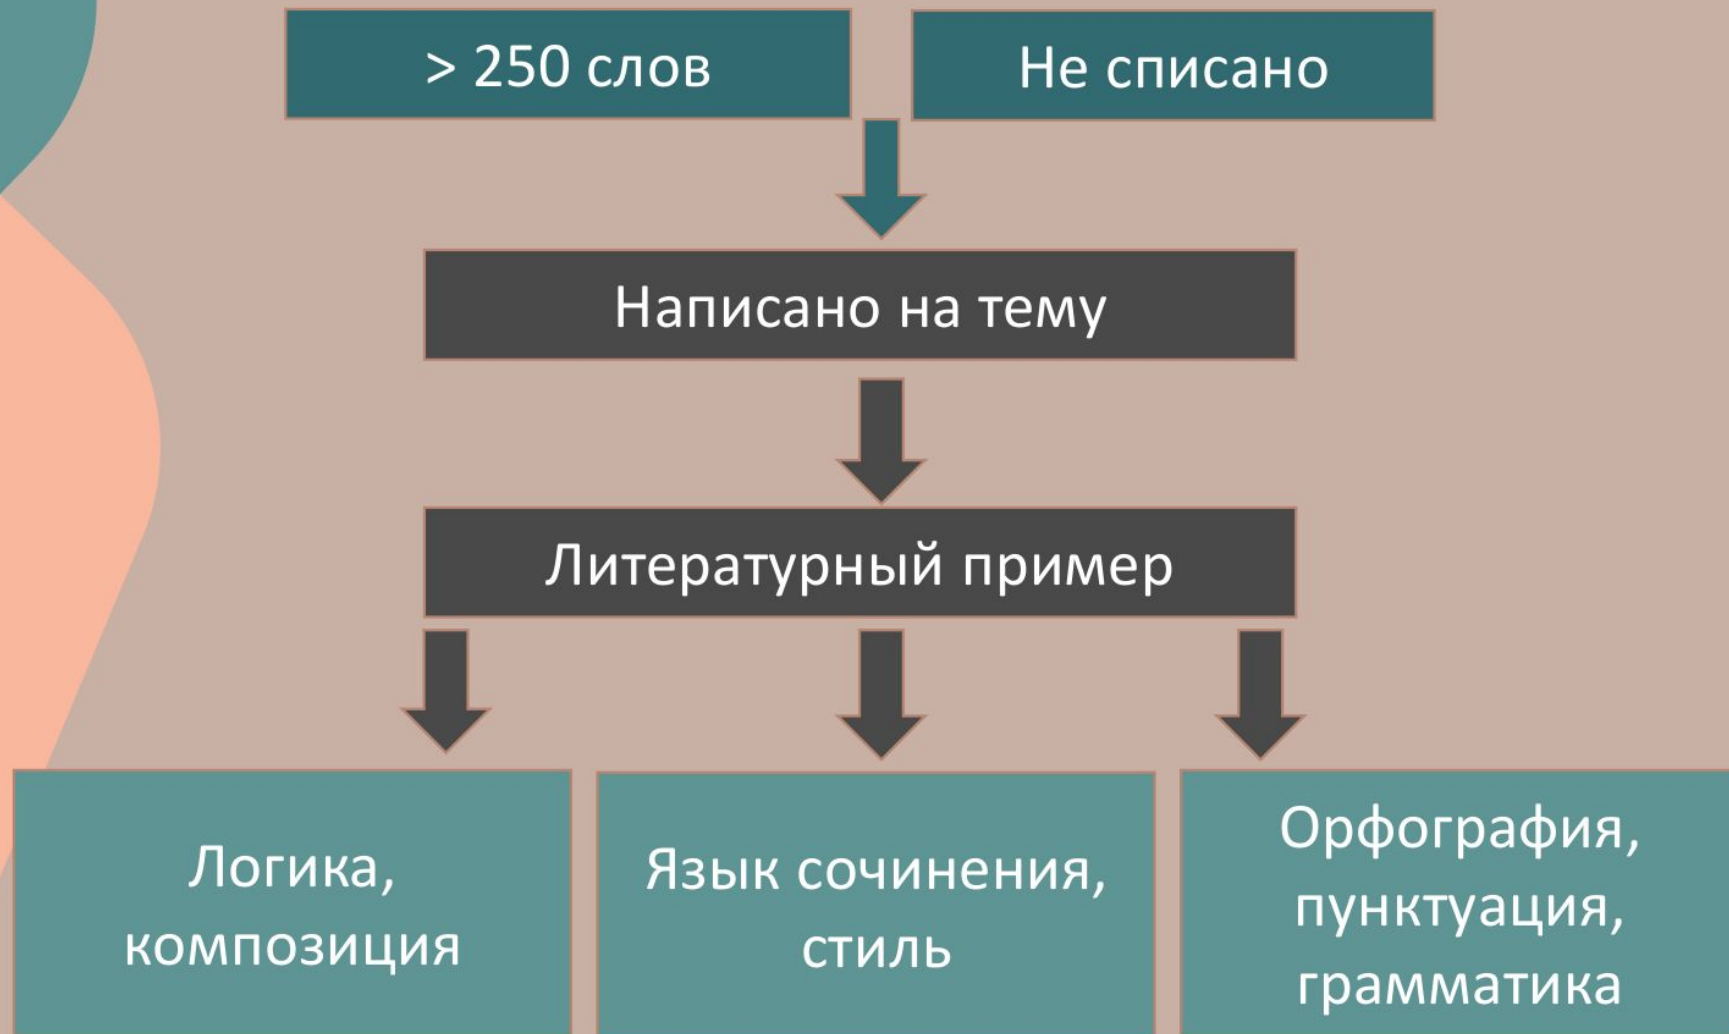 > 250 слов
Не списано
Написано на тему
Литературный пример
Логика,
композиция
Язык сочинения,
стиль
Орфография,
пунктуация,
грамматика